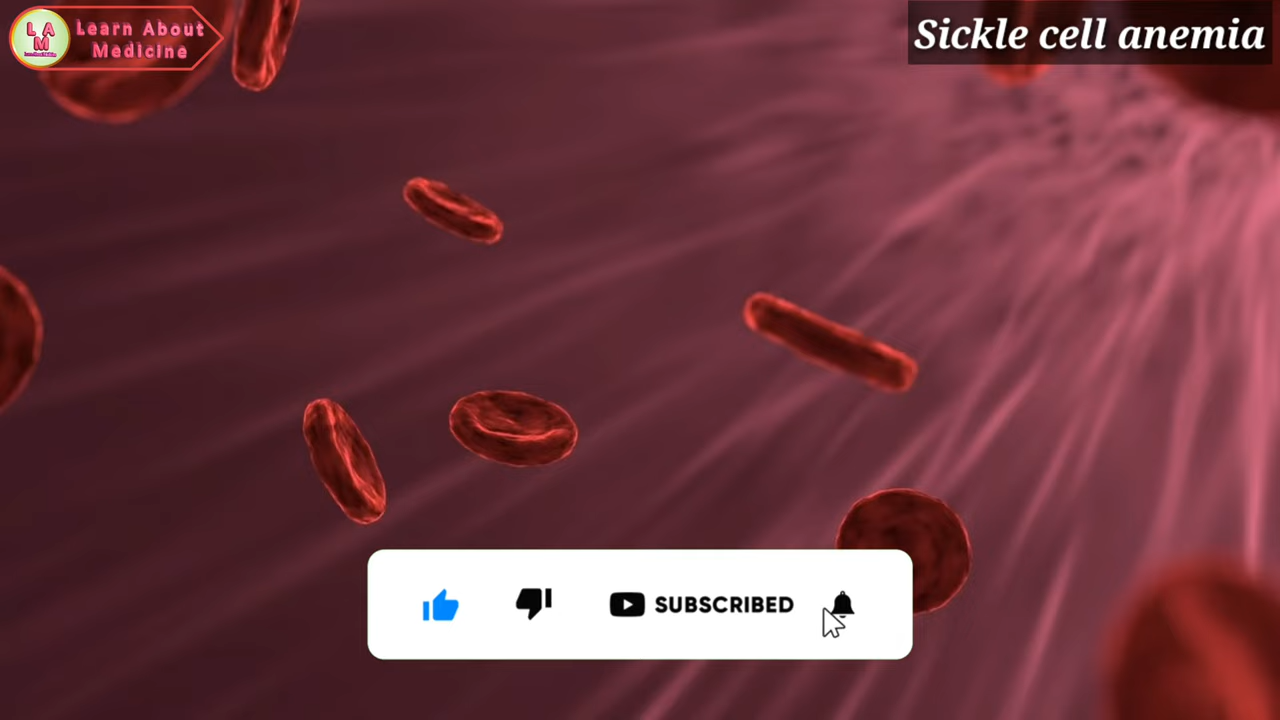 L A
M
Learn About
Medicine
Sickle cell anemia
SUBSCRIBED